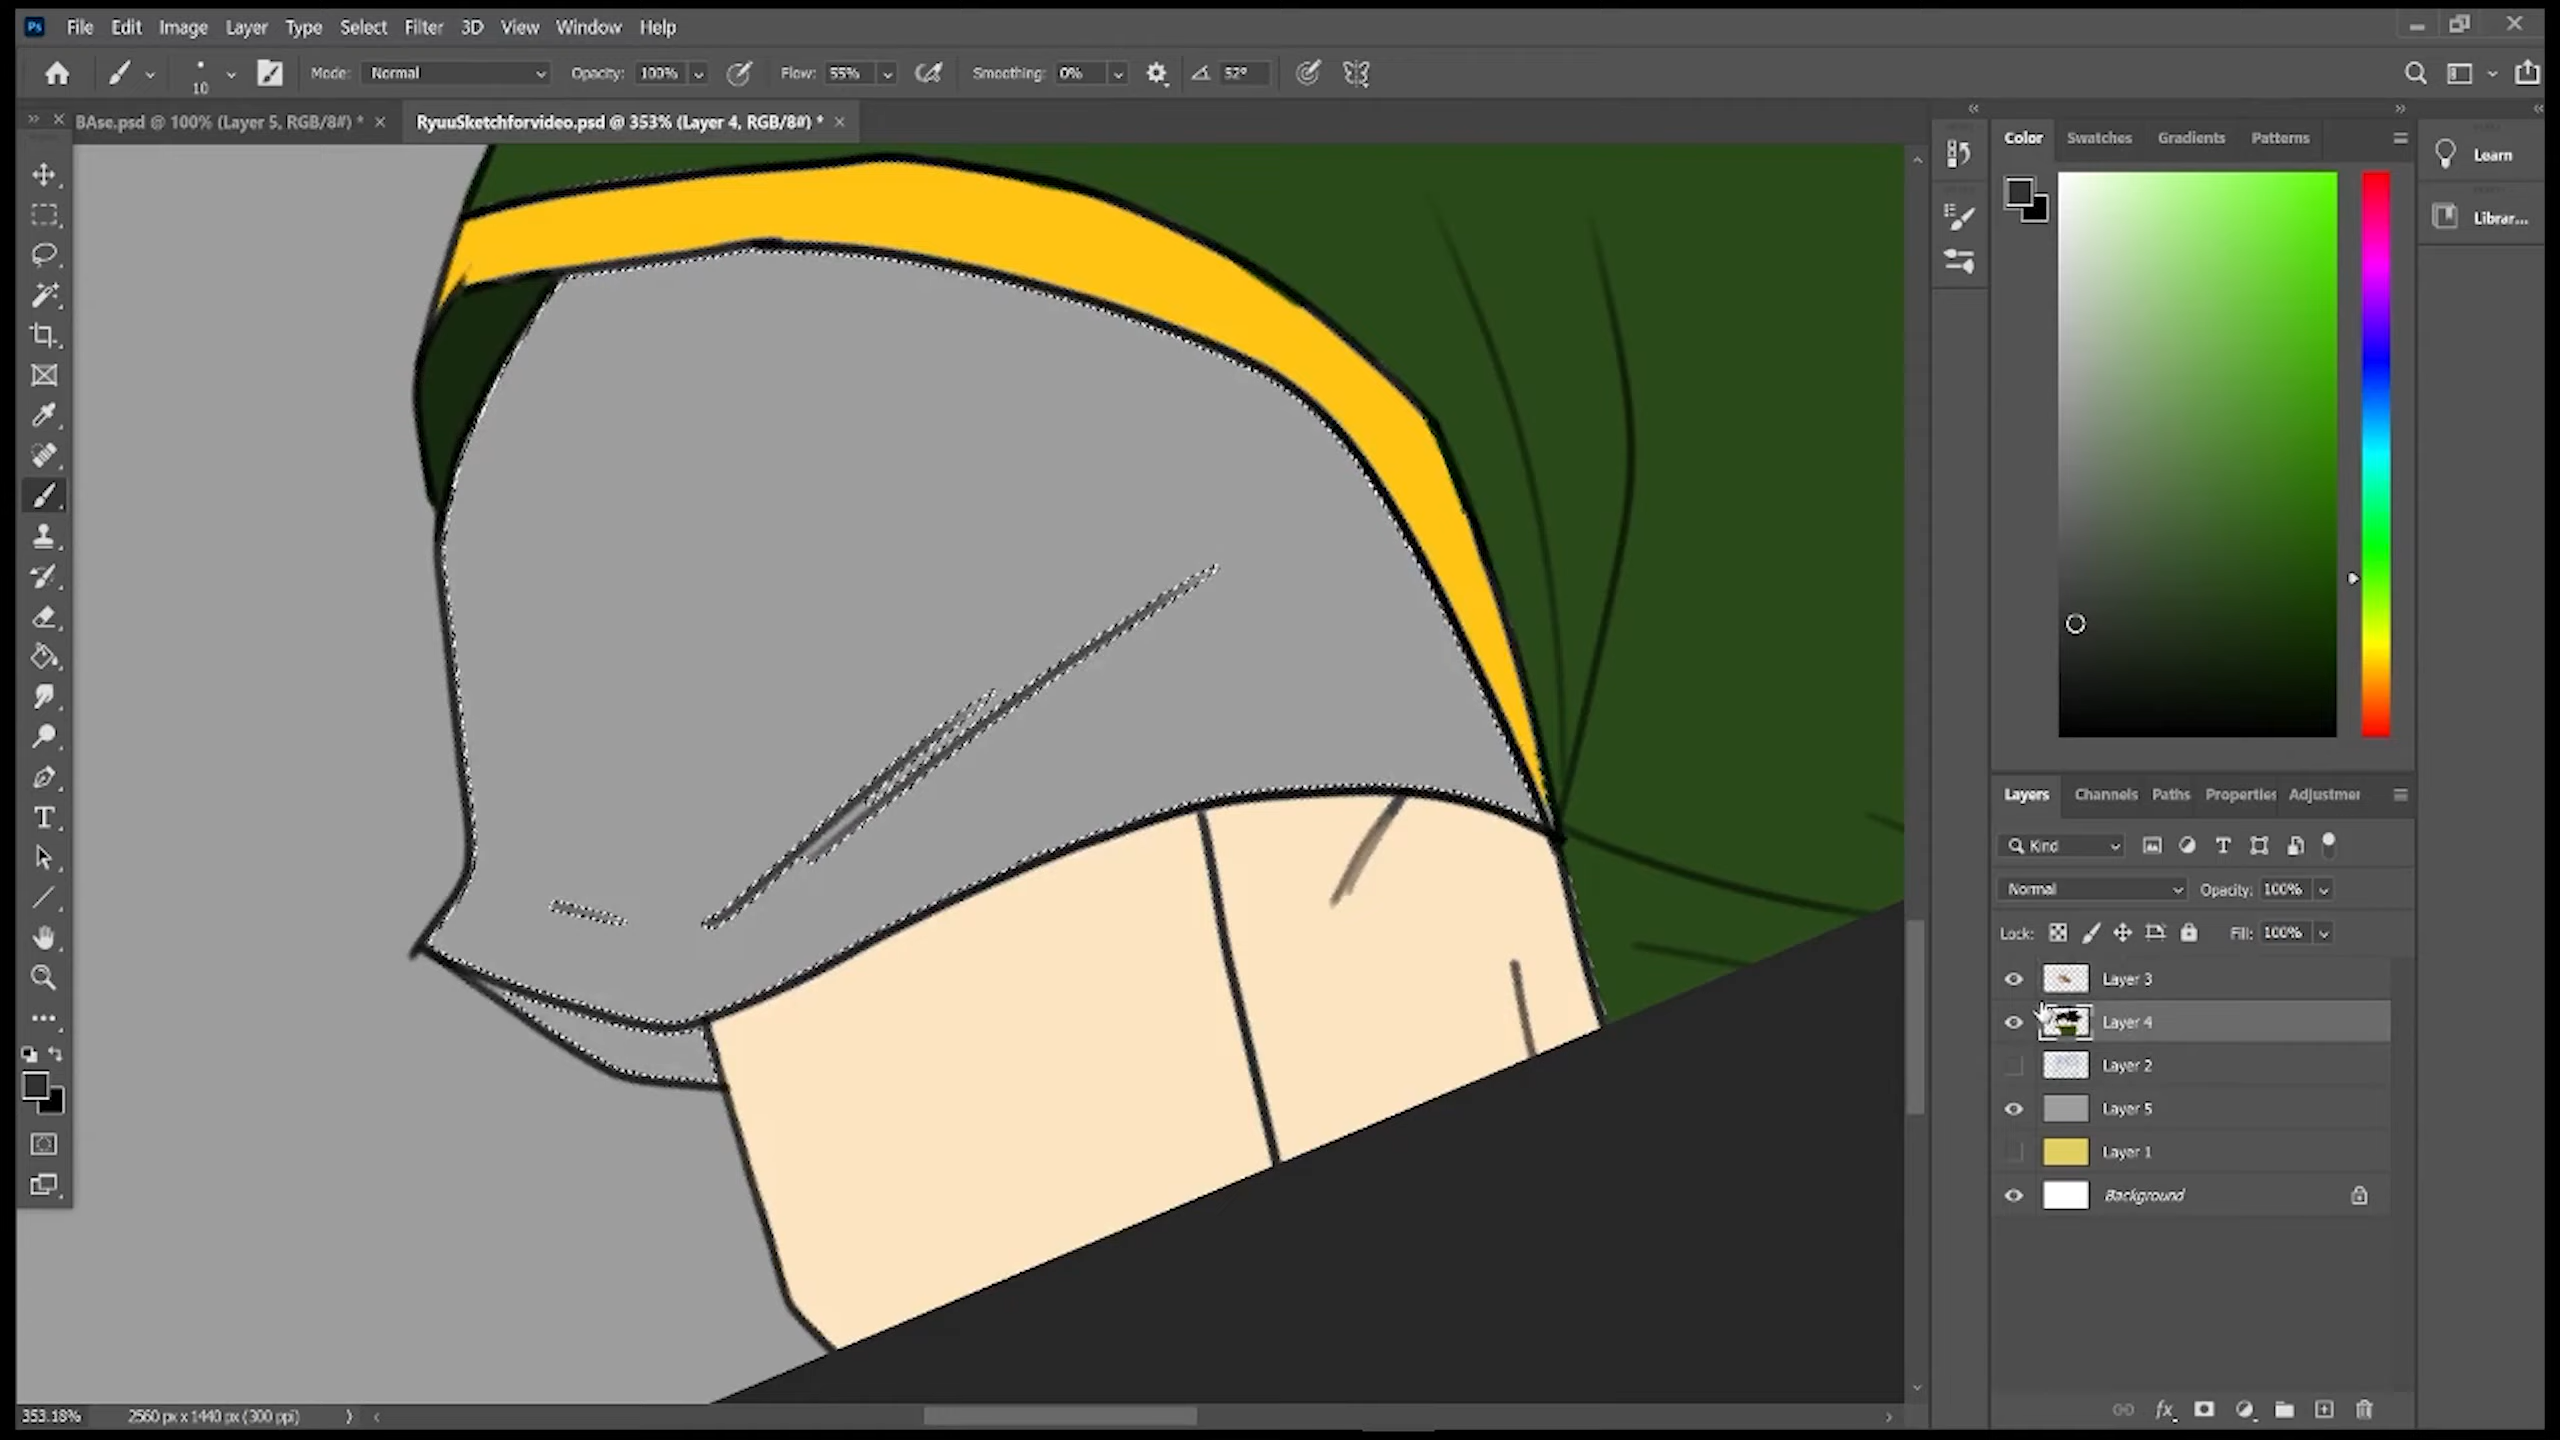 Ps File Edit Image Layer Type Select Filter 3D View Window Help
10 Mode: Normal Opacity: 100% Flow: 55% Smoothing: 0% 52°
BAse.psd @ 100% (Layer 5, RGB/8#) * RyuuSketchforvideo.psd @ 353% (Layer 4, RGB/8#) *
Color Swatches Gradients Patterns
Learn
Librar...
Layers Channels Paths Properties Adjustmer
Kind
Normal Opacity: 100%
Lock: Fill: 100%
Layer 3
Layer 4
Layer 2
Layer 5
Layer 1
Background
353.18% 2560 px x 1440 px (300 ppi)